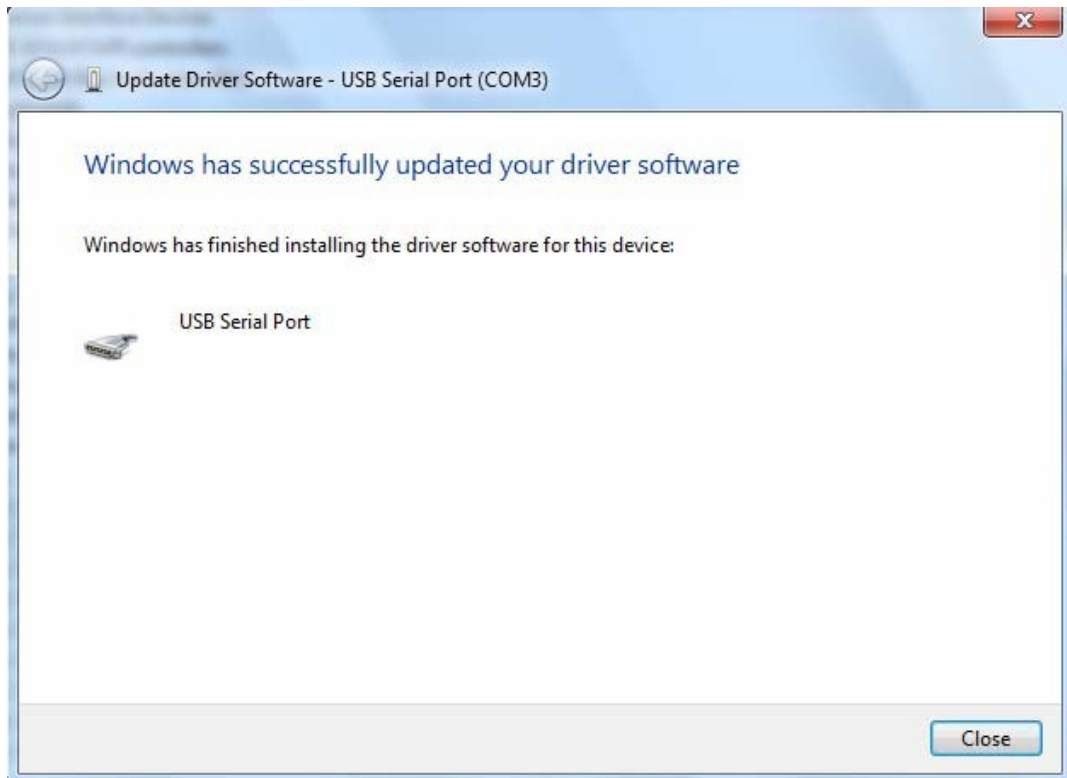 Update Driver Software - USB Serial Port (COM3)
Windows has successfully updated your driver software
Windows has finished installing the driver software for this device:
USB Serial Port
Close